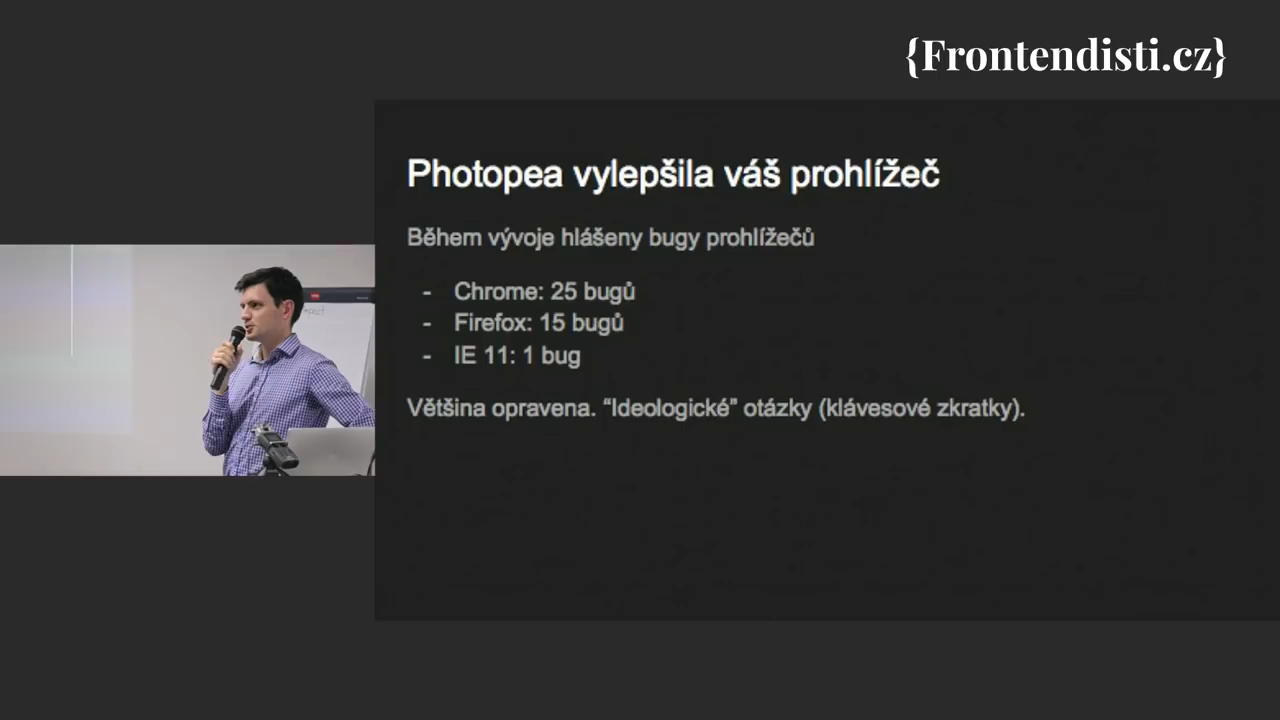 {Frontendisti.cz}
Photopea vylepšila váš prohlížeč
Během vývoje hlášeny bugy prohlížečů
- Chrome: 25 bugů
- Firefox: 15 bugů
- IE 11: 1 bug
Většina opravena. “Ideologické” otázky (klávesové zkratky).